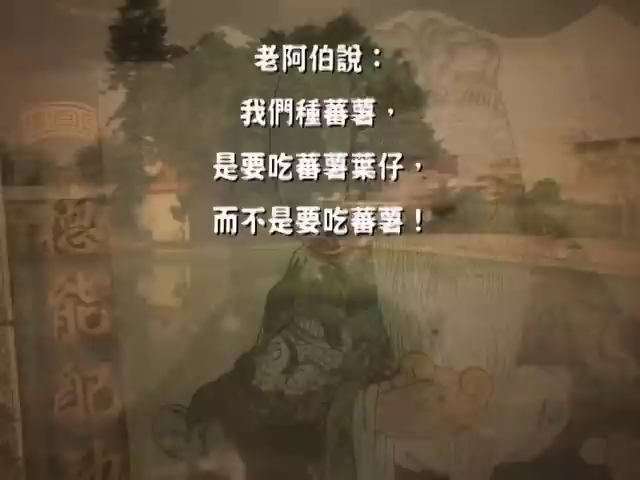 老阿伯說：
我們種蕃薯，
是要吃蕃薯葉仔，
而不是要吃蕃薯！